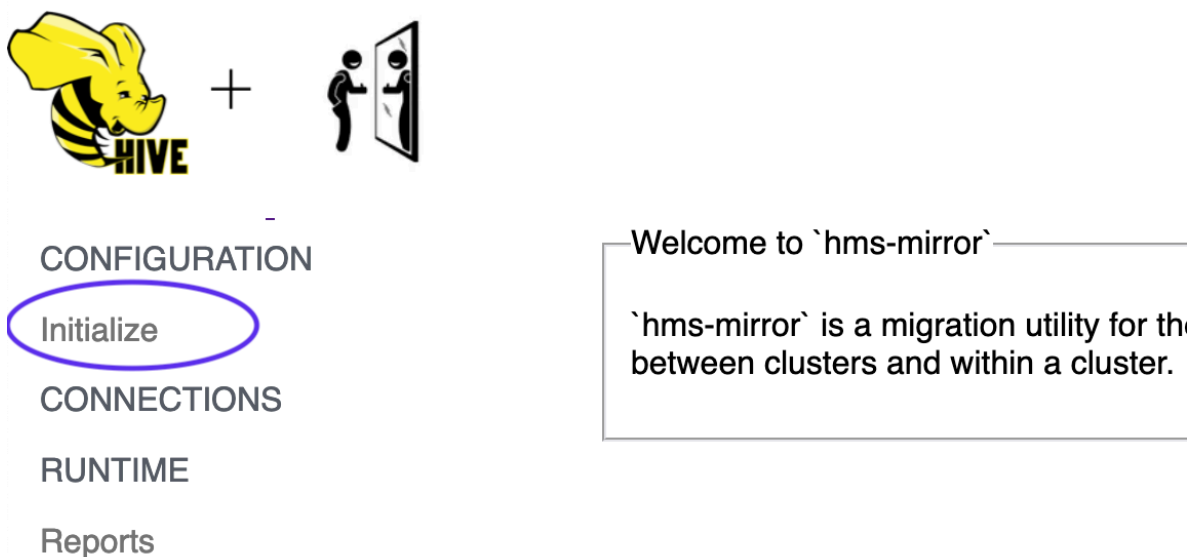 HIVE
+
CONFIGURATION
Initialize
CONNECTIONS
RUNTIME
Reports
Welcome to `hms-mirror`
`hms-mirror` is a migration utility for the
between clusters and within a cluster.